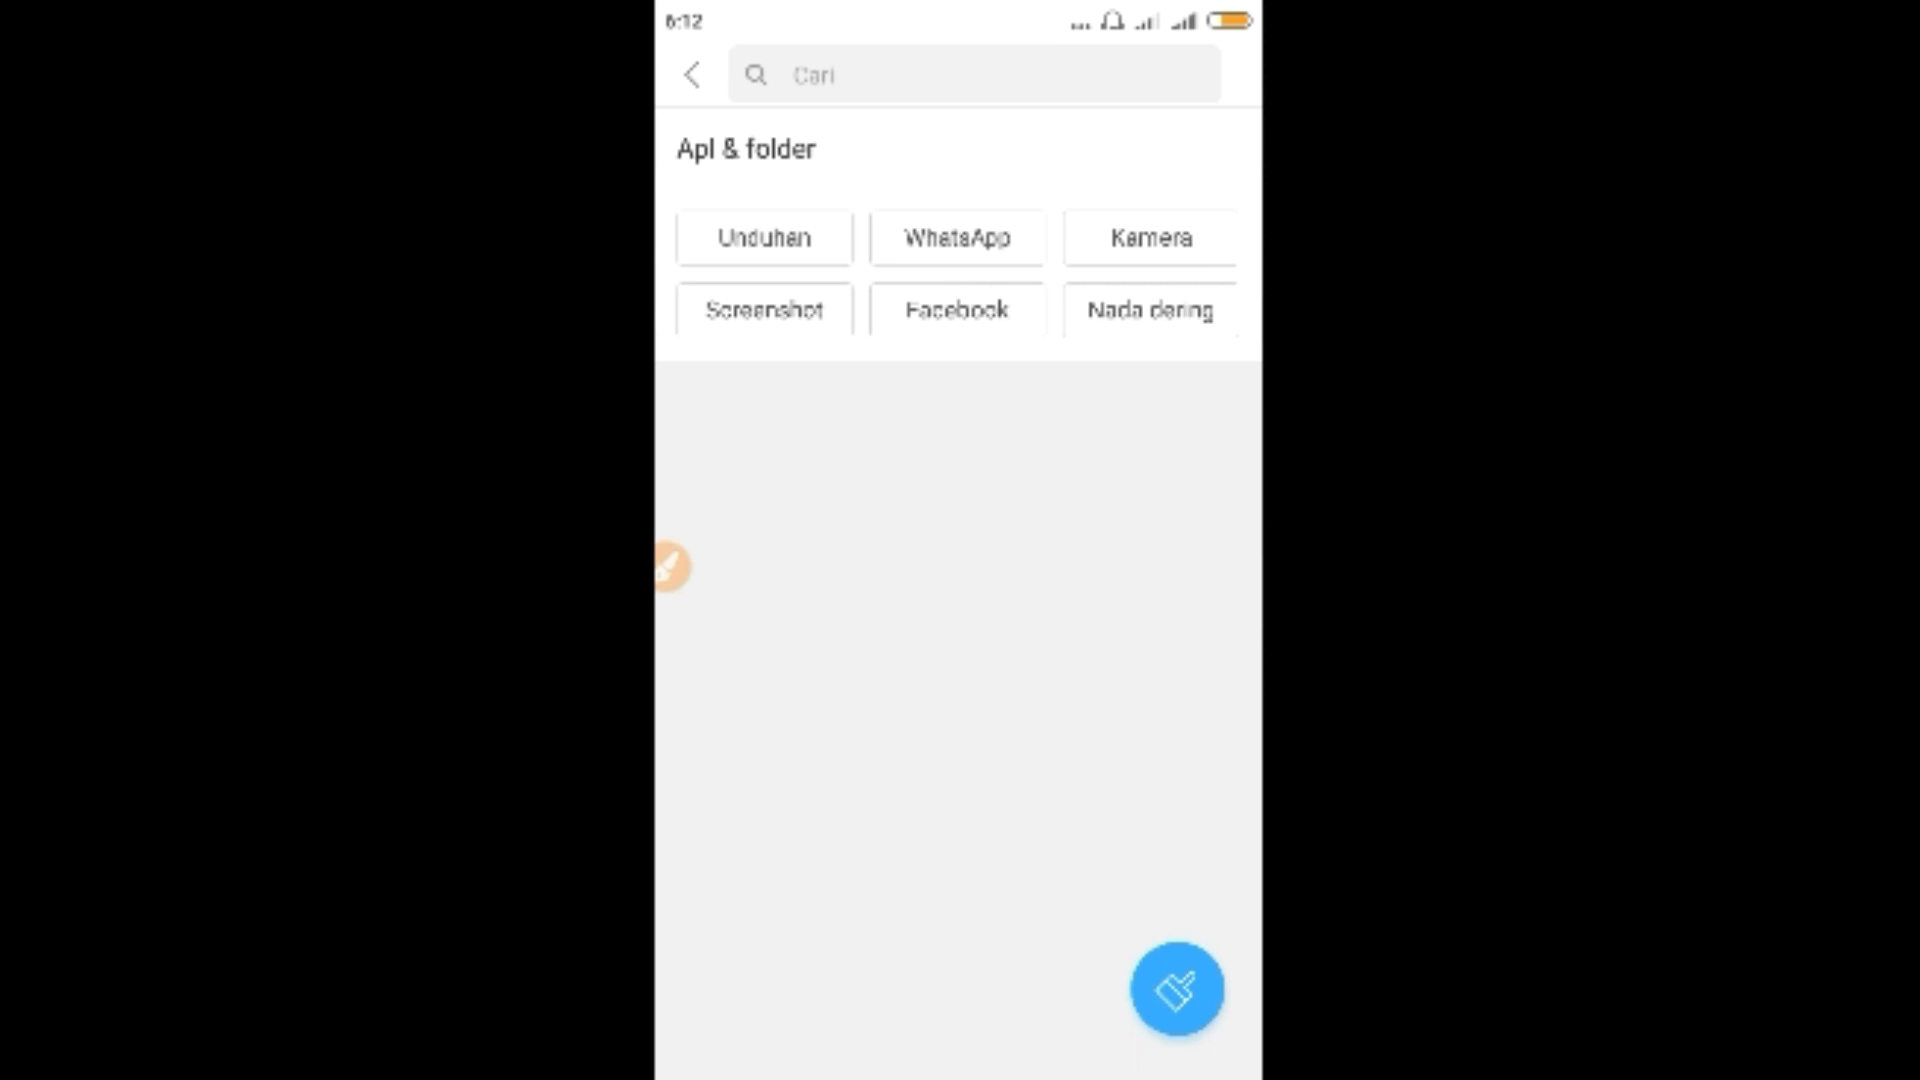 6:12
Cari
Apl & folder
Unduhan WhatsApp Kamera
Screenshot Facebook Nada dering